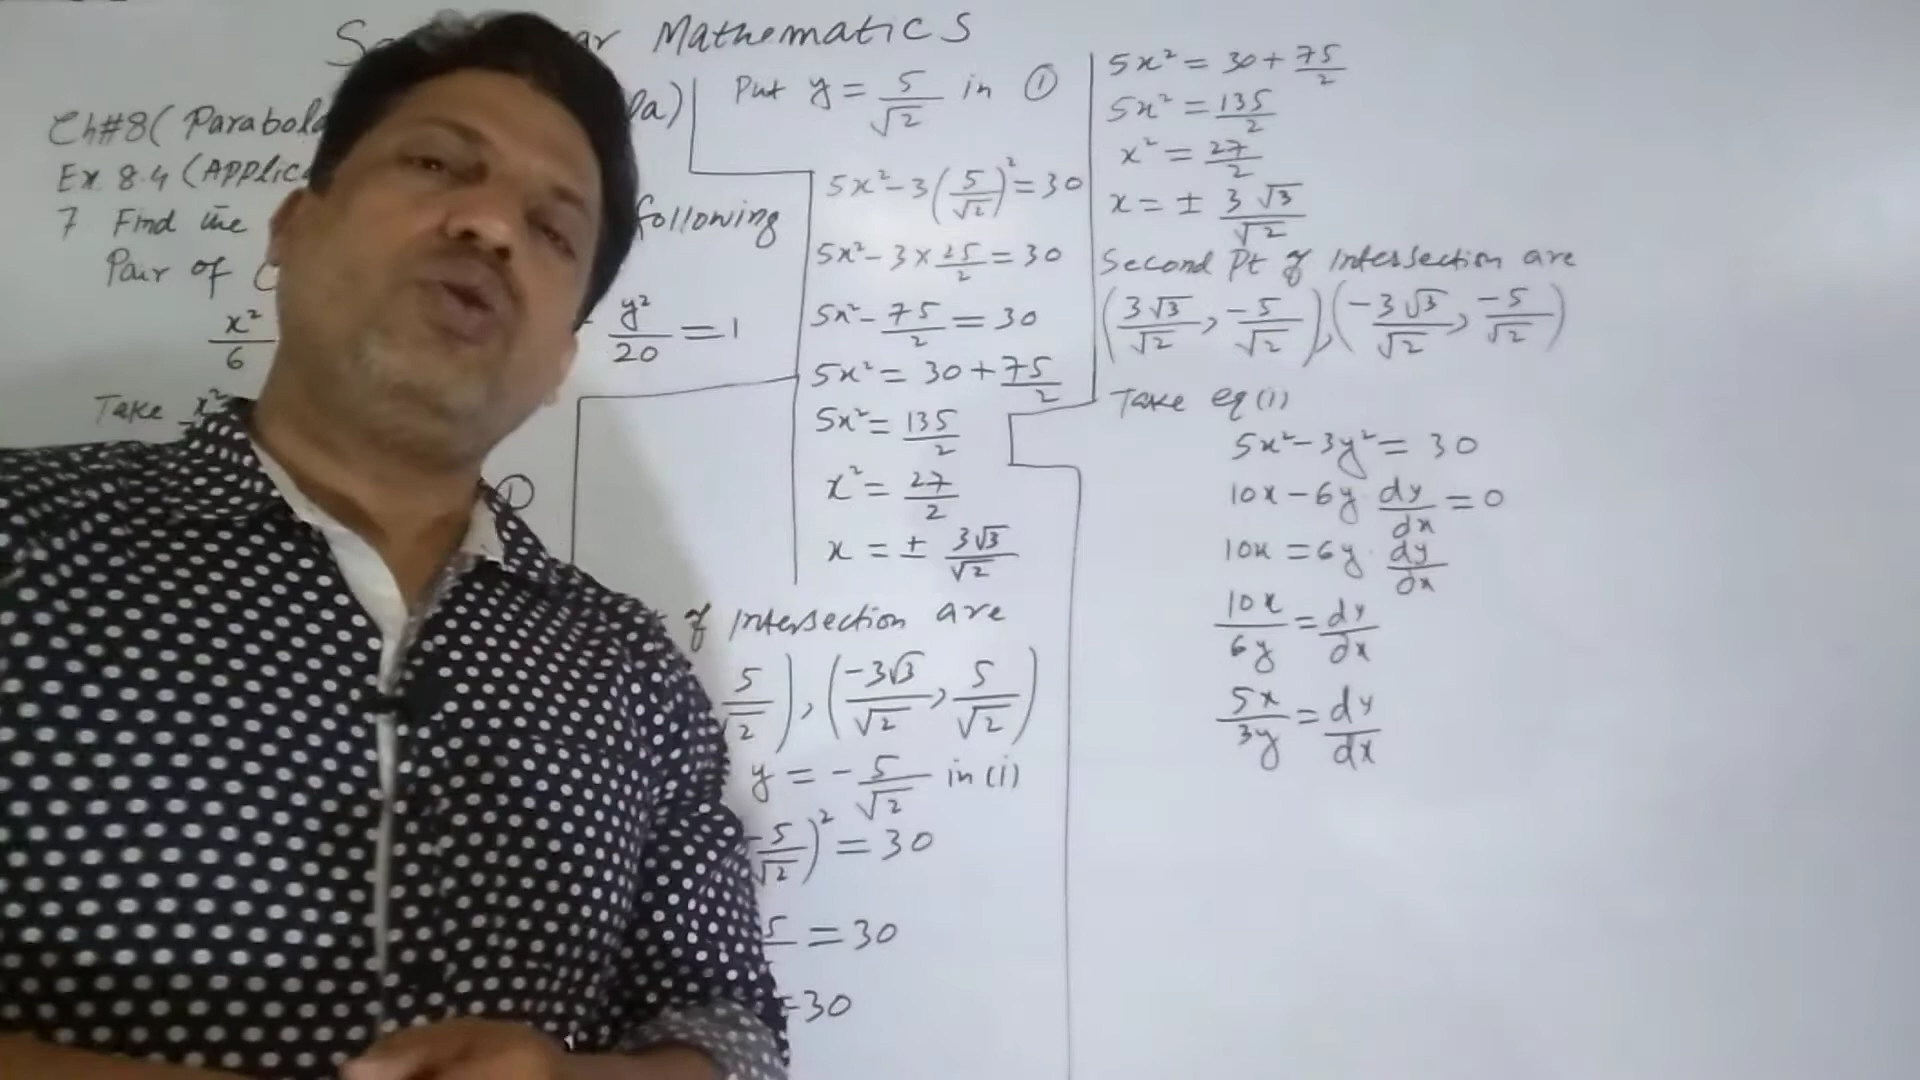 Mathematics
Ch#8 (Parabola
Ex. 8.4 (Applic
7 Find the following
Pair of
x²/6 y²/20 = 1
Take x²
①
Put y = 5/√2 in ①
5x² - 3(5/√2)² = 30
5x² - 3 × 25/2 = 30
5x² - 75/2 = 30
5x² = 30 + 75/2
5x² = 135/2
x² = 27/2
x = ± 3√3/√2
of intersection are
5/√2), (-3√3/√2, 5/√2)
y = -5/√2 in (i)
-5/√2)² = 30
= 30
= 30
5x² = 30 + 75/2
5x² = 135/2
x² = 27/2
x = ± 3√3/√2
Second Pt of intersection are
(3√3/√2, -5/√2), (-3√3/√2, -5/√2)
Take eq (i)
5x² - 3y² = 30
10x - 6y dy/dx = 0
10x = 6y · dy/dx
10x/6y = dy/dx
5x/3y = dy/dx